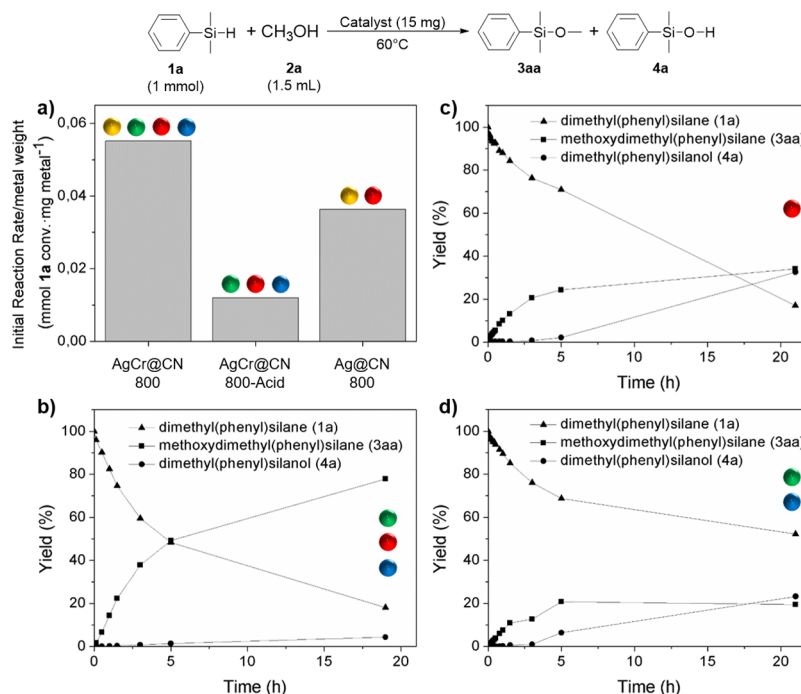 Si-H + CH₃OH Catalyst (15 mg) Si-O— + Si-O-H
60°C
1a 2a 3aa 4a
(1 mmol) (1.5 mL)
a)
Initial Reaction Rate/metal weight
(mmol 1a conv.·mg metal⁻¹)
0,06
0,04
0,02
0,00
AgCr@CN AgCr@CN Ag@CN
800 800-Acid 800
b)
dimethyl(phenyl)silane (1a)
methoxydimethyl(phenyl)silane (3aa)
dimethyl(phenyl)silanol (4a)
Yield (%)
100
80
60
40
20
0
0 5 10 15 20
Time (h)
c)
dimethyl(phenyl)silane (1a)
methoxydimethyl(phenyl)silane (3aa)
dimethyl(phenyl)silanol (4a)
Yield (%)
100
80
60
40
20
0
0 5 10 15 20
Time (h)
d)
dimethyl(phenyl)silane (1a)
methoxydimethyl(phenyl)silane (3aa)
dimethyl(phenyl)silanol (4a)
Yield (%)
100
80
60
40
20
0
0 5 10 15 20
Time (h)